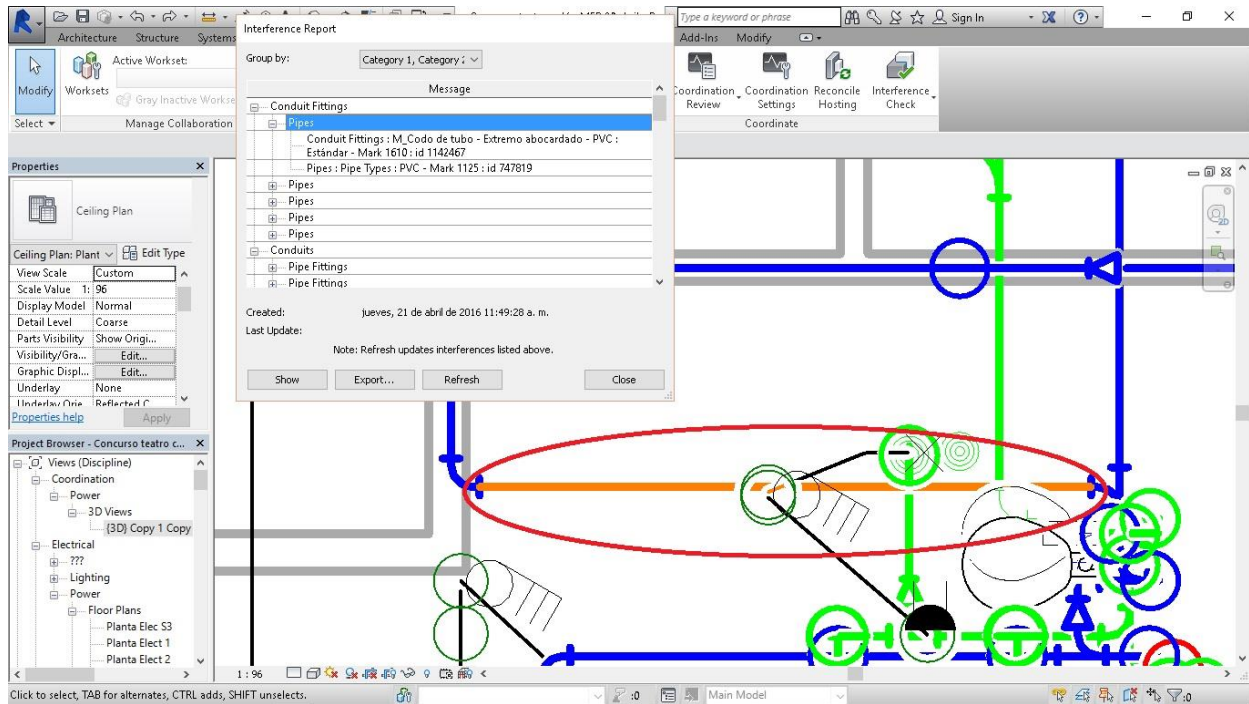 Type a keyword or phrase
Sign In
Architecture Structure Systems
Add-Ins Modify
Modify
Worksets
Active Workset:
Gray Inactive
Select
Manage Collaboration
Coordination Review
Coordination Settings
Reconcile Hosting
Interference Check
Coordinate
Interference Report
Group by:
Category 1, Category
Message
Conduit Fittings
Pipes
Conduit Fittings : M_Codo de tubo - Extremo abocardado - PVC :
Estándar - Mark 1610 : id 1142467
Pipes : Pipe Types : PVC - Mark 1125 : id 747819
Pipes
Pipes
Pipes
Pipes
Conduits
Pipe Fittings
Pipe Fittings
Created:
jueves, 21 de abril de 2016 11:49:28 a. m.
Last Update:
Note: Refresh updates interferences listed above.
Show
Export...
Refresh
Close
Properties
Ceiling Plan
Ceiling Plan: Plant
Edit Type
View Scale Custom
Scale Value 1: 96
Display Model Normal
Detail Level Coarse
Parts Visibility Show Origi...
Visibility/Gra... Edit...
Graphic Displ... Edit...
Underlay None
Underlay Orie Reflected C
Properties help
Apply
Project Browser - Concurso teatro c...
Views (Discipline)
Coordination
Power
3D Views
{3D} Copy 1 Copy
Electrical
???
Lighting
Power
Floor Plans
Planta Elec S3
Planta Elect 1
Planta Elect 2
1 : 96
2D
Click to select, TAB for alternates, CTRL adds, SHIFT unselects.
:0
Main Model
:0